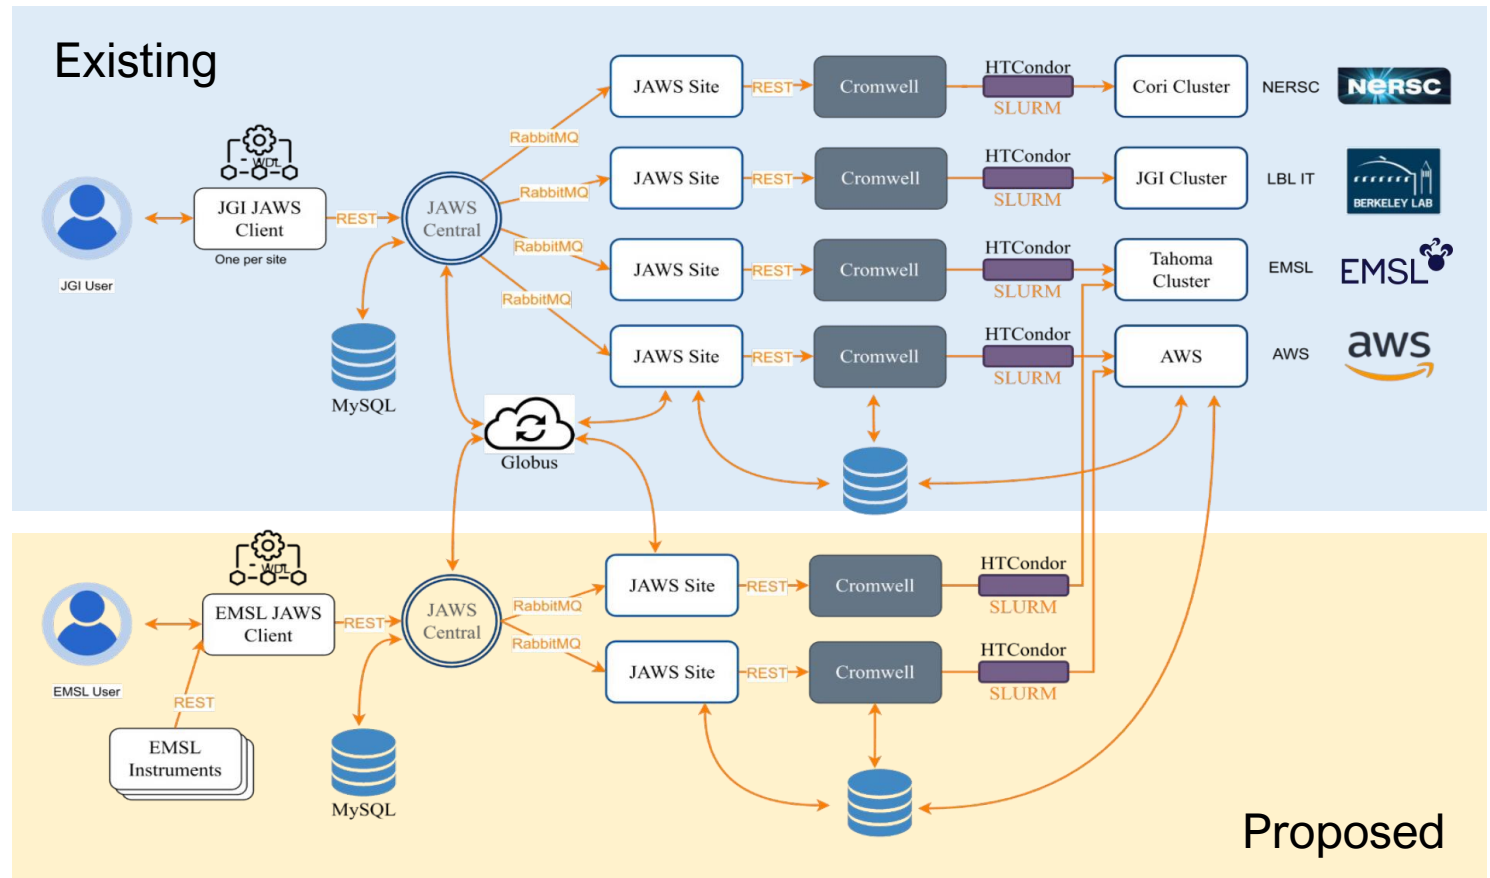 Existing
JAWS Site
REST
Cromwell
HTCondor
SLURM
Cori Cluster
NERSC
NERSC
RabbitMQ
WDL
JGI JAWS
Client
One per site
JGI User
REST
JAWS
Central
RabbitMQ
JAWS Site
REST
Cromwell
HTCondor
SLURM
JGI Cluster
LBL IT
BERKELEY LAB
RabbitMQ
JAWS Site
REST
Cromwell
HTCondor
SLURM
Tahoma
Cluster
EMSL
EMSL
RabbitMQ
JAWS Site
REST
Cromwell
HTCondor
SLURM
AWS
AWS
aws
MySQL
Globus
WDL
EMSL JAWS
Client
EMSL User
REST
JAWS
Central
RabbitMQ
JAWS Site
REST
Cromwell
HTCondor
SLURM
RabbitMQ
JAWS Site
REST
Cromwell
HTCondor
SLURM
REST
EMSL
Instruments
MySQL
Proposed